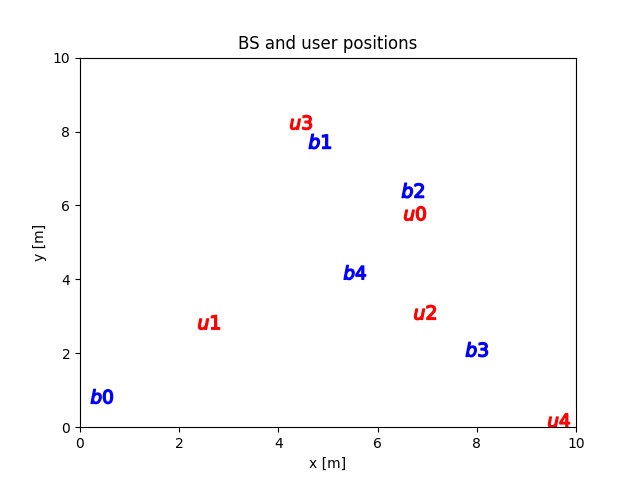 BS and user positions
10
8
6
4
2
0
y [m]
u3
b1
b2
u0
b4
u2
u1
b3
b0
u4
0 2 4 6 8 10
x [m]